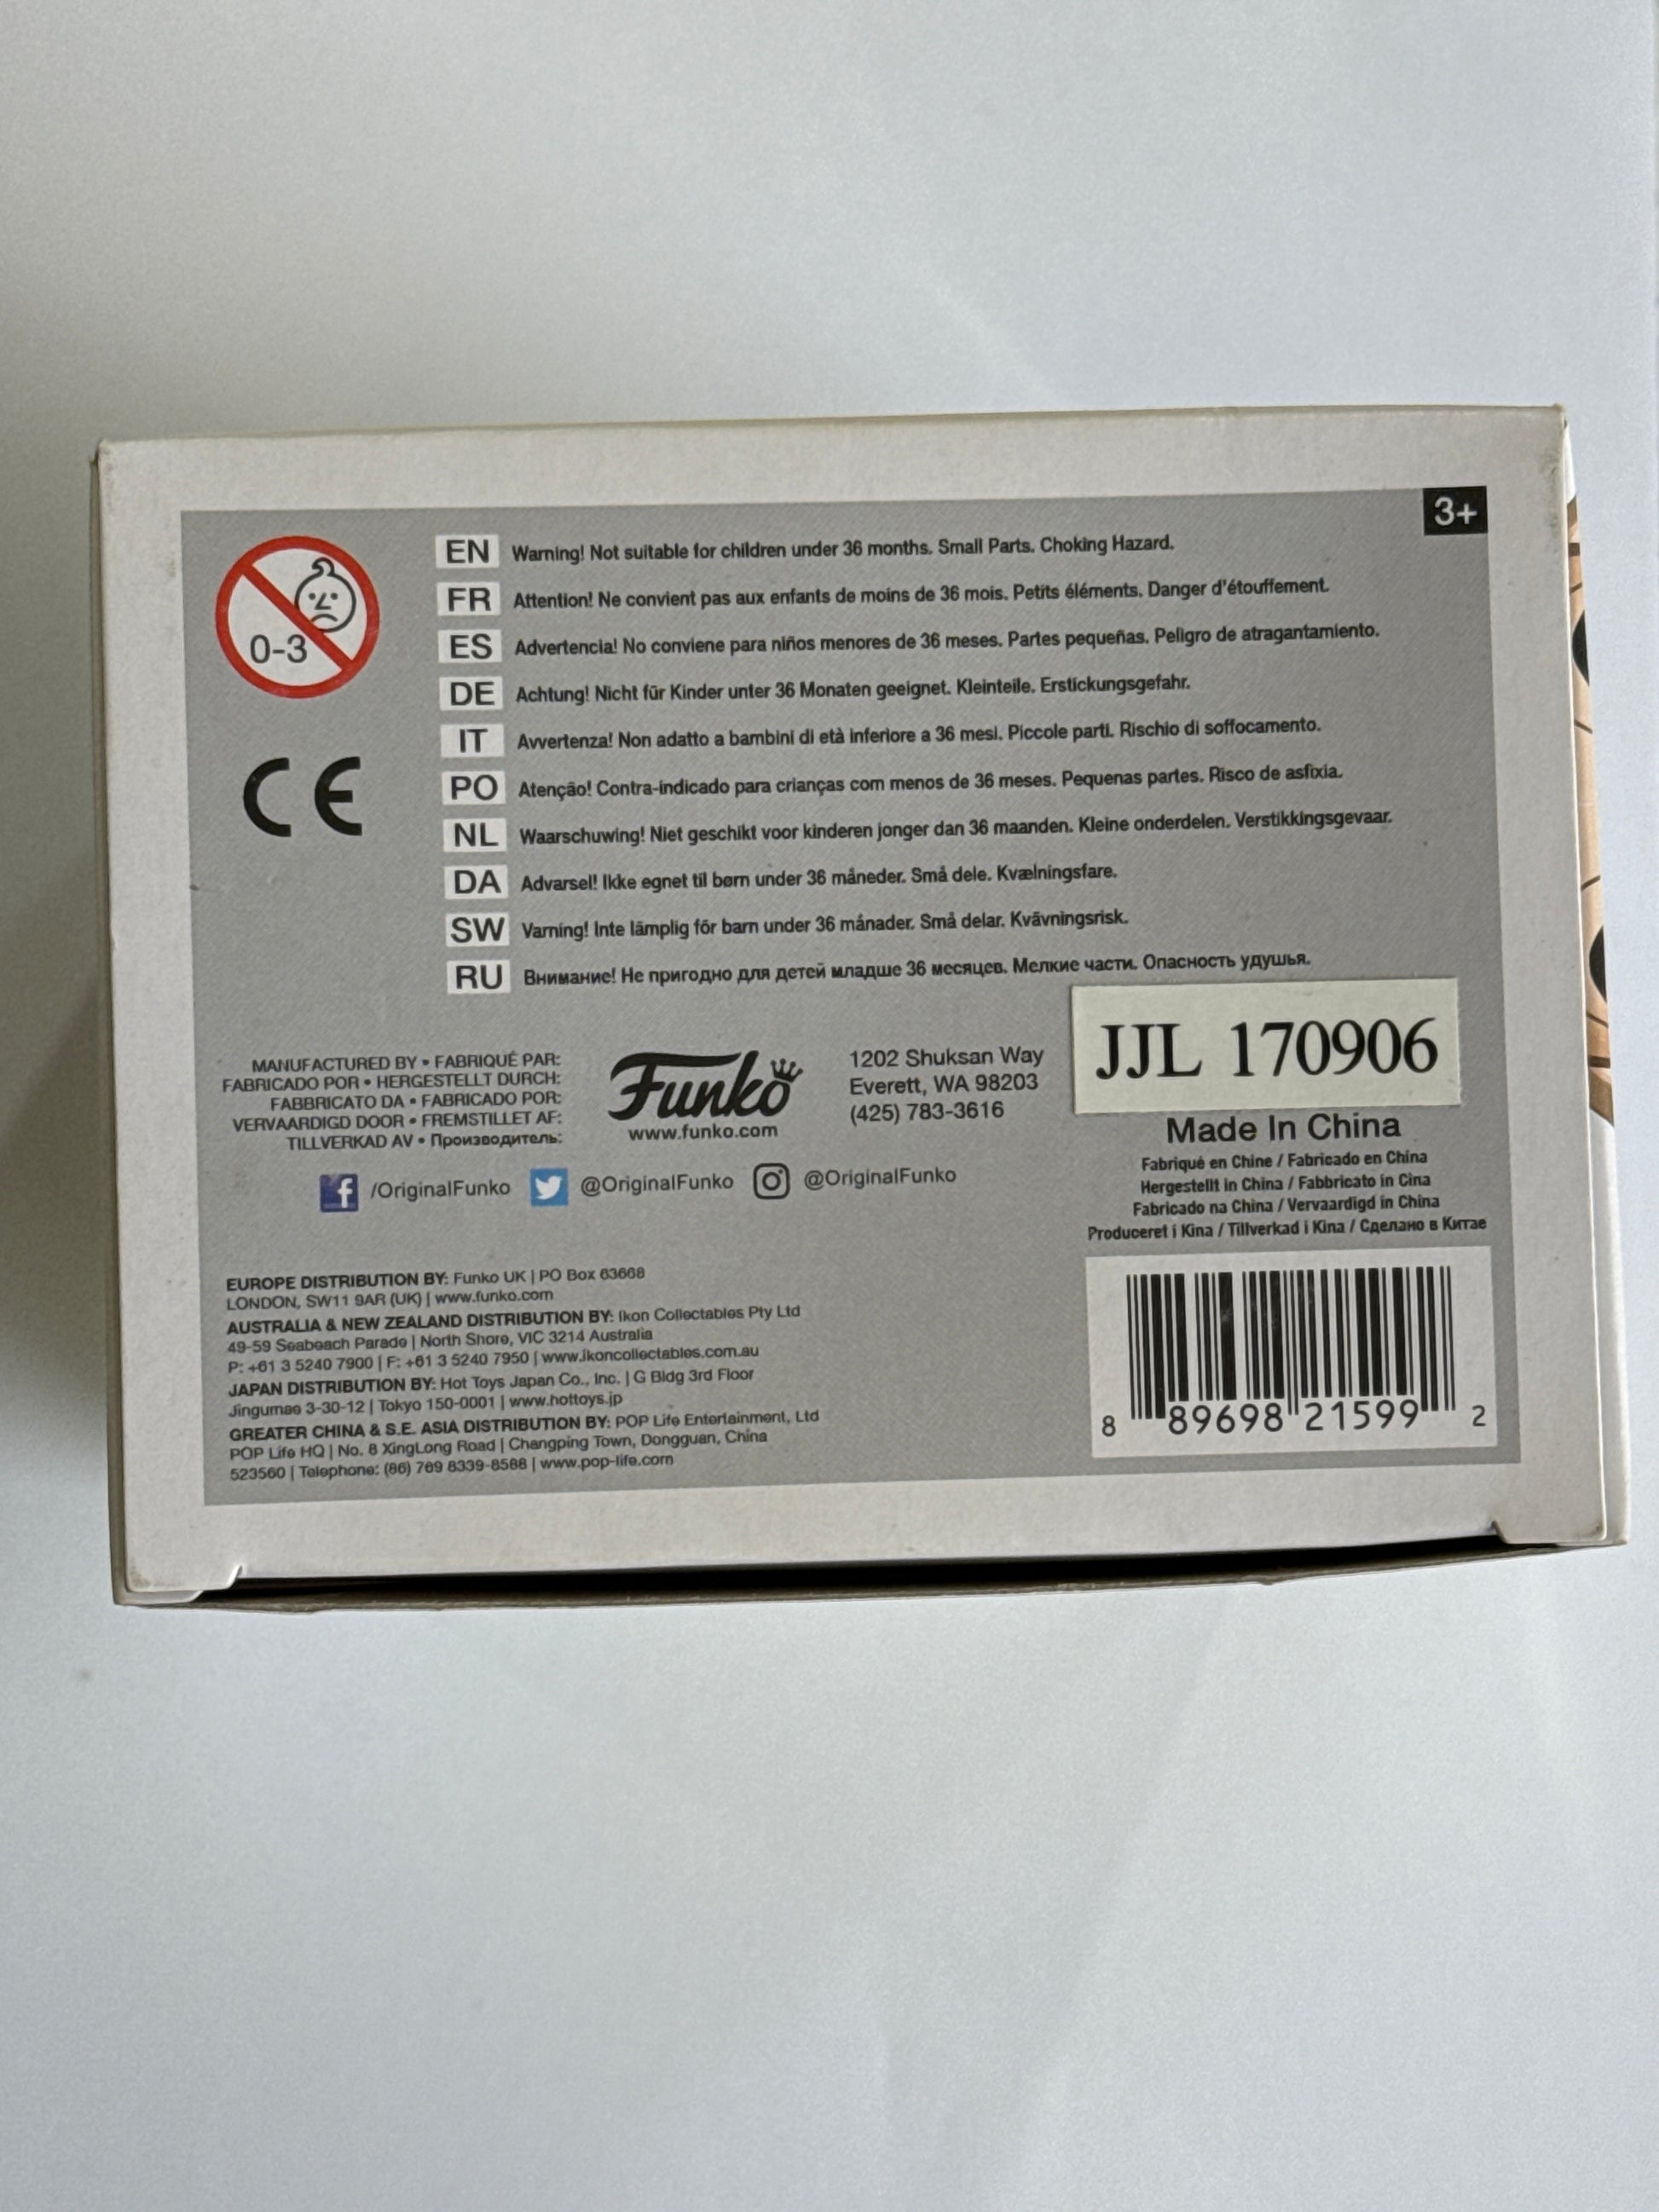 3+
0-3
EN Warning! Not suitable for children under 36 months. Small Parts. Choking Hazard.
FR Attention! Ne convient pas aux enfants de moins de 36 mois. Petits éléments. Danger d'étouffement.
ES Advertencia! No conviene para niños menores de 36 meses. Partes pequeñas. Peligro de atragantamiento.
DE Achtung! Nicht für Kinder unter 36 Monaten geeignet. Kleinteile. Erstickungsgefahr.
IT Avvertenza! Non adatto a bambini di età inferiore a 36 mesi. Piccole parti. Rischio di soffocamento.
PO Atenção! Contra-indicado para crianças com menos de 36 meses. Pequenas partes. Risco de asfixia.
NL Waarschuwing! Niet geschikt voor kinderen jonger dan 36 maanden. Kleine onderdelen. Verstikkingsgevaar.
DA Advarsel! Ikke egnet til børn under 36 måneder. Små dele. Kvælningsfare.
SW Varning! Inte lämplig för barn under 36 månader. Små delar. Kvävningsrisk.
RU Внимание! Не пригодно для детей младше 36 месяцев. Мелкие части. Опасность удушья.
CE
MANUFACTURED BY • FABRIQUÉ PAR:
FABRICADO POR • HERGESTELLT DURCH:
FABBRICATO DA • FABRICADO POR:
VERVAARDIGD DOOR • FREMSTILLET AF:
TILLVERKAD AV • Производитель:
Funko
www.funko.com
1202 Shuksan Way
Everett, WA 98203
(425) 783-3616
JJL 170906
Made In China
Fabriqué en Chine / Fabricado en China
Hergestellt in China / Fabbricato in Cina
Fabricado na China / Vervaardigd in China
Produceret i Kina / Tillverkad i Kina / Сделано в Китае
f /OriginalFunko @OriginalFunko @OriginalFunko
EUROPE DISTRIBUTION BY: Funko UK | PO Box 63668
LONDON, SW11 9AR (UK) | www.funko.com
AUSTRALIA & NEW ZEALAND DISTRIBUTION BY: Ikon Collectables Pty Ltd
49-59 Seabeach Parade | North Shore, VIC 3214 Australia
P: +61 3 5240 7900 | F: +61 3 5240 7950 | www.ikoncollectables.com.au
JAPAN DISTRIBUTION BY: Hot Toys Japan Co., Inc. | G Bldg 3rd Floor
Jingumae 3-30-12 | Tokyo 150-0001 | www.hottoys.jp
GREATER CHINA & S.E. ASIA DISTRIBUTION BY: POP Life Entertainment, Ltd
POP Life HQ | No. 8 XingLong Road | Changping Town, Dongguan, China
523560 | Telephone: (86) 769 8339-8588 | www.pop-life.com
8 89698 21599 2